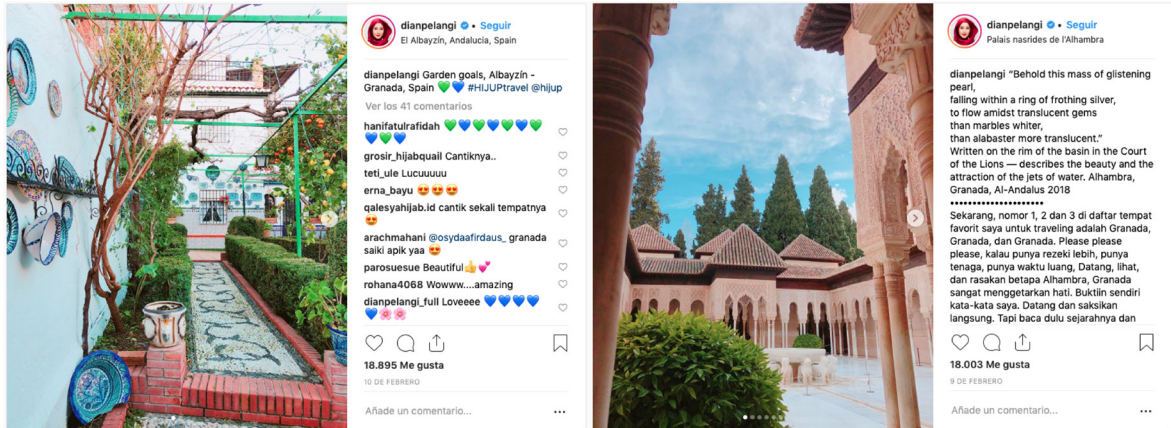 dianpelangi • Seguir
El Albayzín, Andalucia, Spain
dianpelangi Garden goals, Albayzín -
Granada, Spain 💚💙 #HIJUPtravel @hijup
Ver los 41 comentarios
hanifatulrafidah 💚💙💚💙💚💙💚
💙💚💙
grosir_hijabquail Cantiknya..
teti_ule Lucuuuuu
erna_bayu 😍😍😍
qalesyahijab.id cantik sekali tempatnya
😍
arachmahani @osydaafirdaus_ granada
saiki apik yaa 😍
parosuesue Beautiful👍💕
rohana4068 Wowww....amazing
dianpelangi_full Loveeee 💙💙💙💙
💙🌸🌸
18.895 Me gusta
10 DE FEBRERO
Añade un comentario...
dianpelangi • Seguir
Palais nasrides de l'Alhambra
dianpelangi “Behold this mass of glistening
pearl,
falling within a ring of frothing silver,
to flow amidst translucent gems
than marbles whiter,
than alabaster more translucent.”
Written on the rim of the basin in the Court
of the Lions — describes the beauty and the
attraction of the jets of water. Alhambra,
Granada, Al-Andalus 2018
••••••••••••••••••••
Sekarang, nomor 1, 2 dan 3 di daftar tempat
favorit saya untuk traveling adalah Granada,
Granada, dan Granada. Please please
please, kalau punya rezeki lebih, punya
tenaga, punya waktu luang, Datang, lihat,
dan rasakan betapa Alhambra, Granada
sangat menggetarkan hati. Buktiin sendiri
kata-kata saya. Datang dan saksikan
langsung. Tapi baca dulu sejarahnya dan
18.003 Me gusta
9 DE FEBRERO
Añade un comentario...